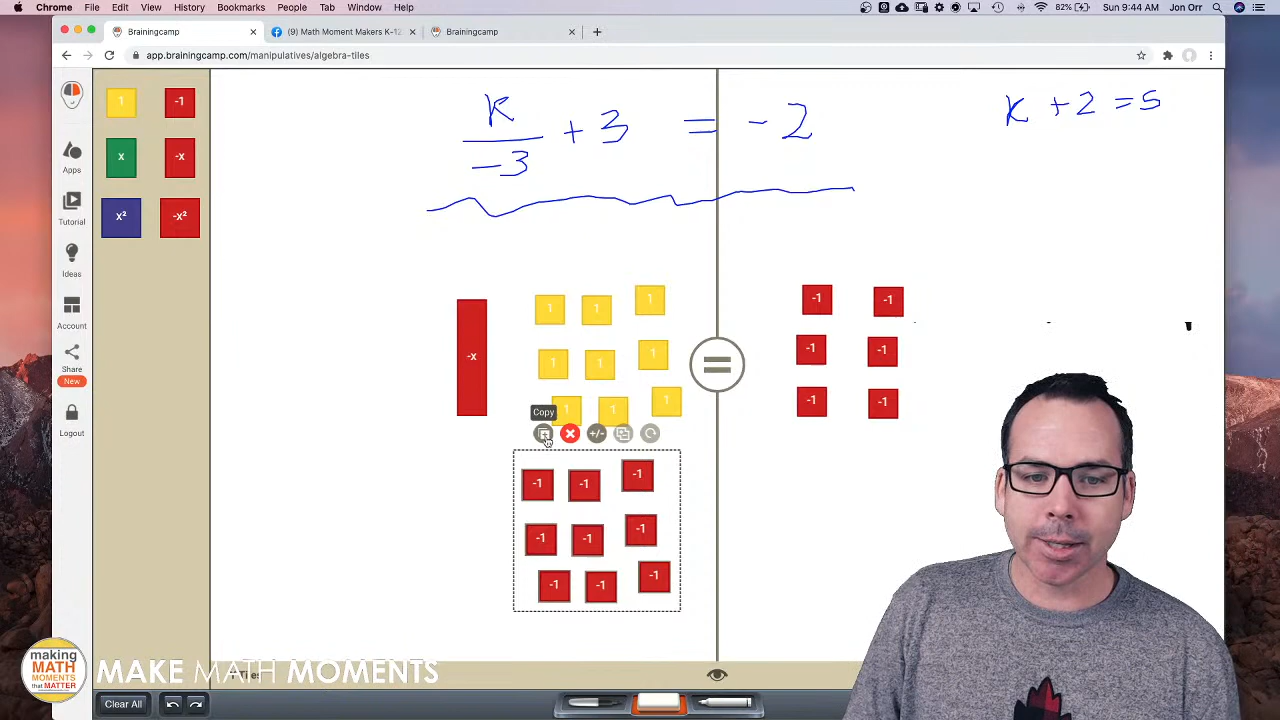 Chrome File Edit View History Bookmarks People Tab Window Help 82% Sun 9:44 AM Jon Orr
Brainingcamp (9) Math Moment Makers K-12 Brainingcamp
app.brainingcamp.com/manipulatives/algebra-tiles
1 -1
x -x
x² -x²
Apps
Tutorial
Ideas
Account
Share
New
Logout
k/-3 + 3 = -2
k + 2 = 5
-x
1 1 1
1 1 1
1 1 1
=
-1 -1
-1 -1
-1 -1
Copy
+/-
-1 -1 -1
-1 -1 -1
-1 -1 -1
making
MATH
MOMENTS
that MATTER
MAKE MATH MOMENTS
Clear All